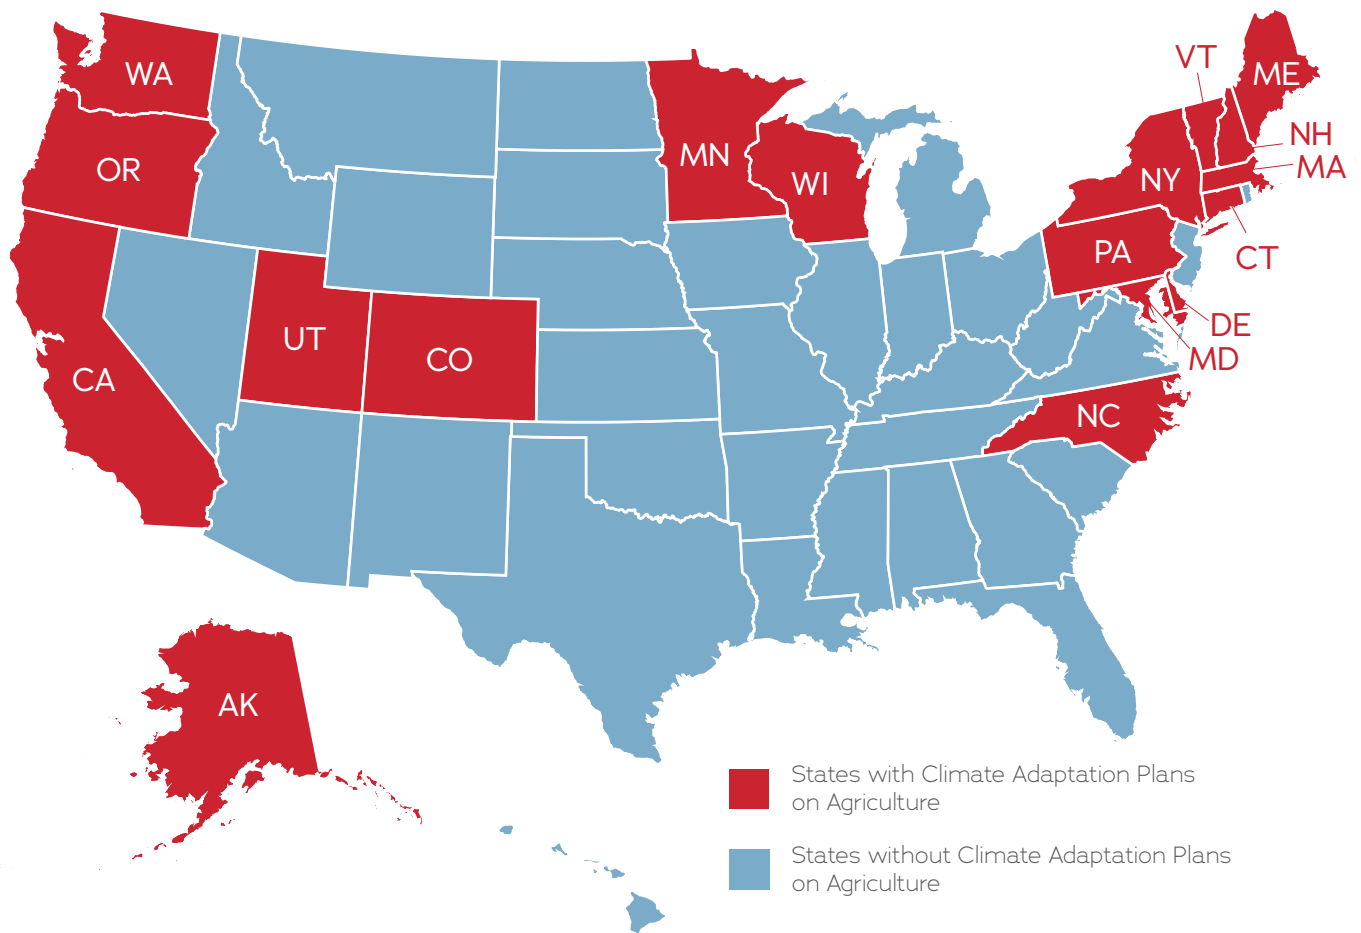 VT
WA
ME
NH
MN
MA
OR
WI
NY
PA
CT
DE
UT
MD
CO
CA
NC
AK
States with Climate Adaptation Plans
on Agriculture
States without Climate Adaptation Plans
on Agriculture